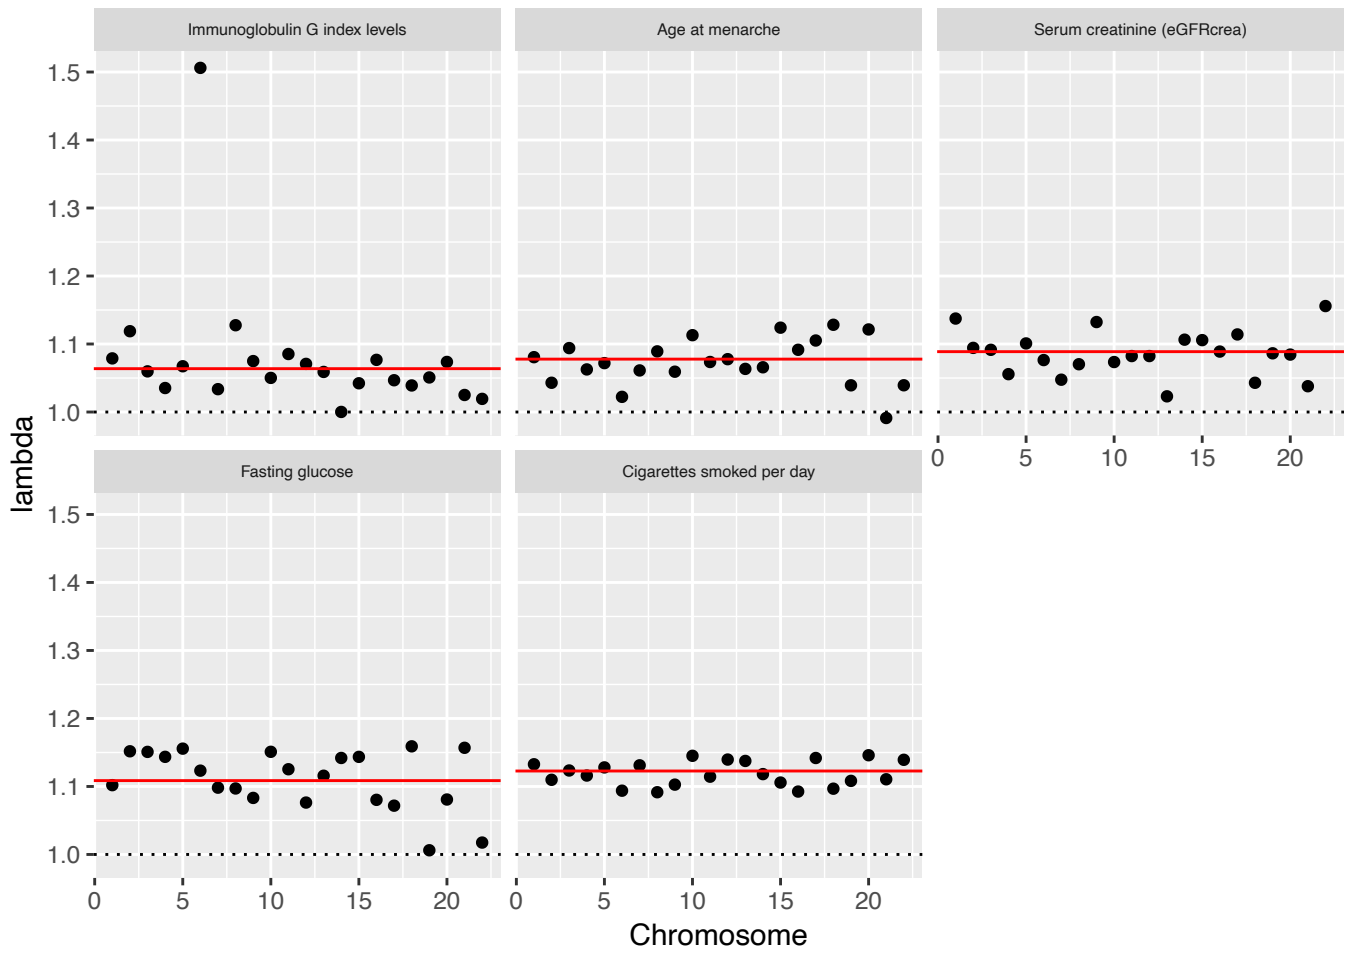 Immunoglobulin G index levels
Age at menarche
Serum creatinine (eGFRcrea)
1.5
1.4
1.3
1.2
1.1
1.0
0 5 10 15 20
Fasting glucose
Cigarettes smoked per day
1.5
1.4
1.3
1.2
1.1
1.0
0 5 10 15 20
0 5 10 15 20
lambda
Chromosome